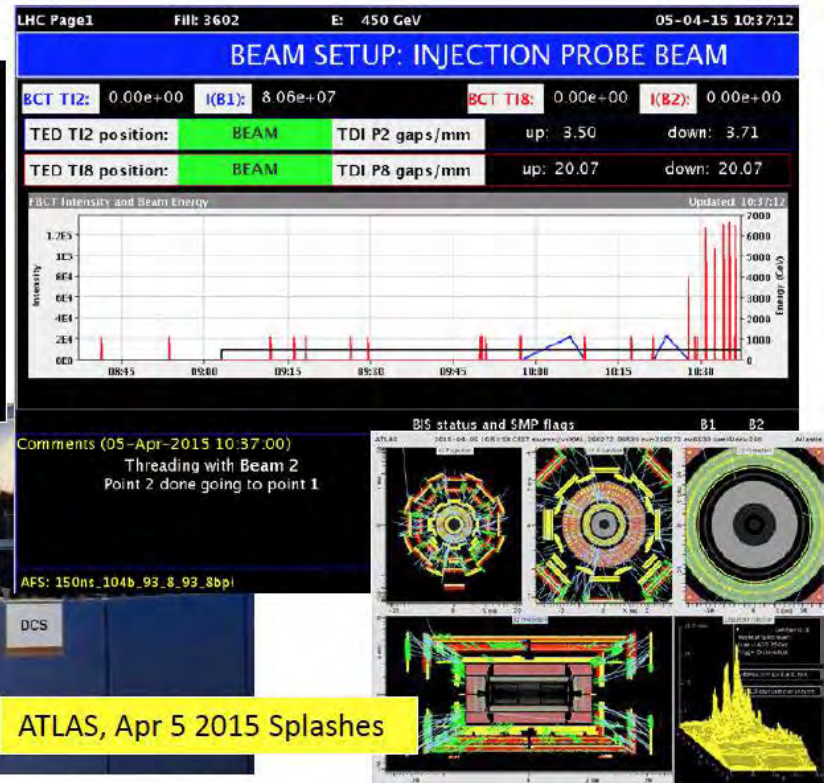 LHC Page1 Fill: 3602 E: 450 GeV 05-04-15 10:37:12
BEAM SETUP: INJECTION PROBE BEAM
BCT TI2: 0.00e+00 I(B1): 8.06e+07 BCT TI8: 0.00e+00 I(B2): 0.00e+00
TED TI2 position: BEAM TDI P2 gaps/mm up: 3.50 down: 3.71
TED TI8 position: BEAM TDI P8 gaps/mm up: 20.07 down: 20.07
FBCT Intensity and Beam Energy Updated: 10:37:12
Intensity
1.2E5
1E5
8E4
6E4
4E4
2E4
0E0
7000
6000
5000
4000
3000
2000
1000
0
Energy (GeV)
08:45 09:00 09:15 09:30 09:45 10:00 10:15 10:30
BIS status and SMP flags B1 B2
Comments (05-Apr-2015 10:37:00)
Threading with Beam 2
Point 2 done going to point 1
AFS: 150ns_104b_93_8_93_8bpi
ATLAS
DCS
ATLAS, Apr 5 2015 Splashes